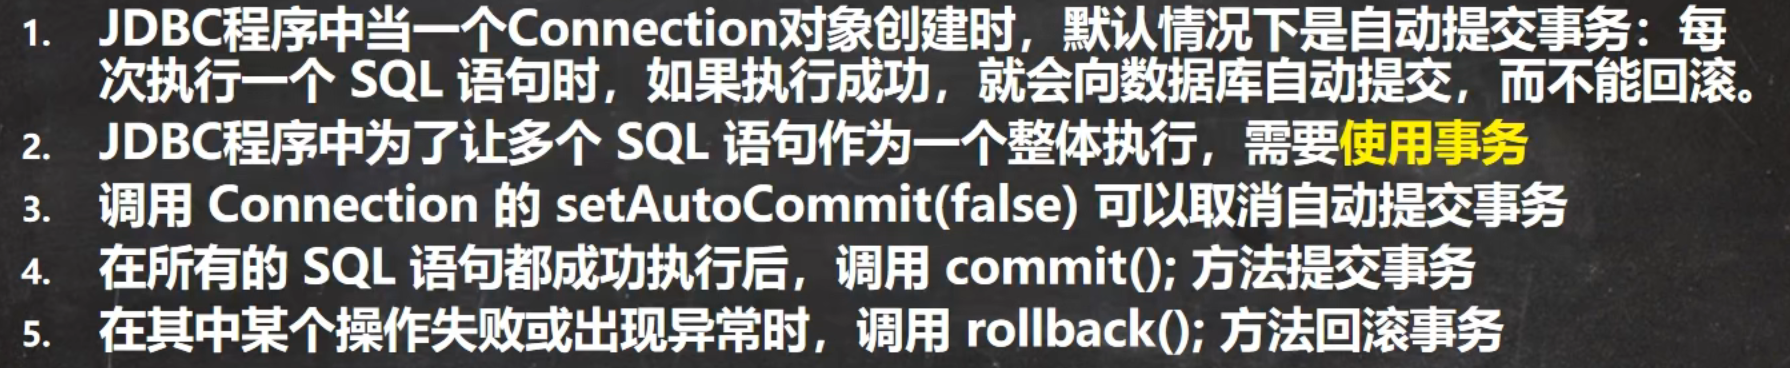 1. JDBC程序中当一个Connection对象创建时，默认情况下是自动提交事务：每
次执行一个 SQL 语句时，如果执行成功，就会向数据库自动提交，而不能回滚。
2. JDBC程序中为了让多个 SQL 语句作为一个整体执行，需要使用事务
3. 调用 Connection 的 setAutoCommit(false) 可以取消自动提交事务
4. 在所有的 SQL 语句都成功执行后，调用 commit(); 方法提交事务
5. 在其中某个操作失败或出现异常时，调用 rollback(); 方法回滚事务